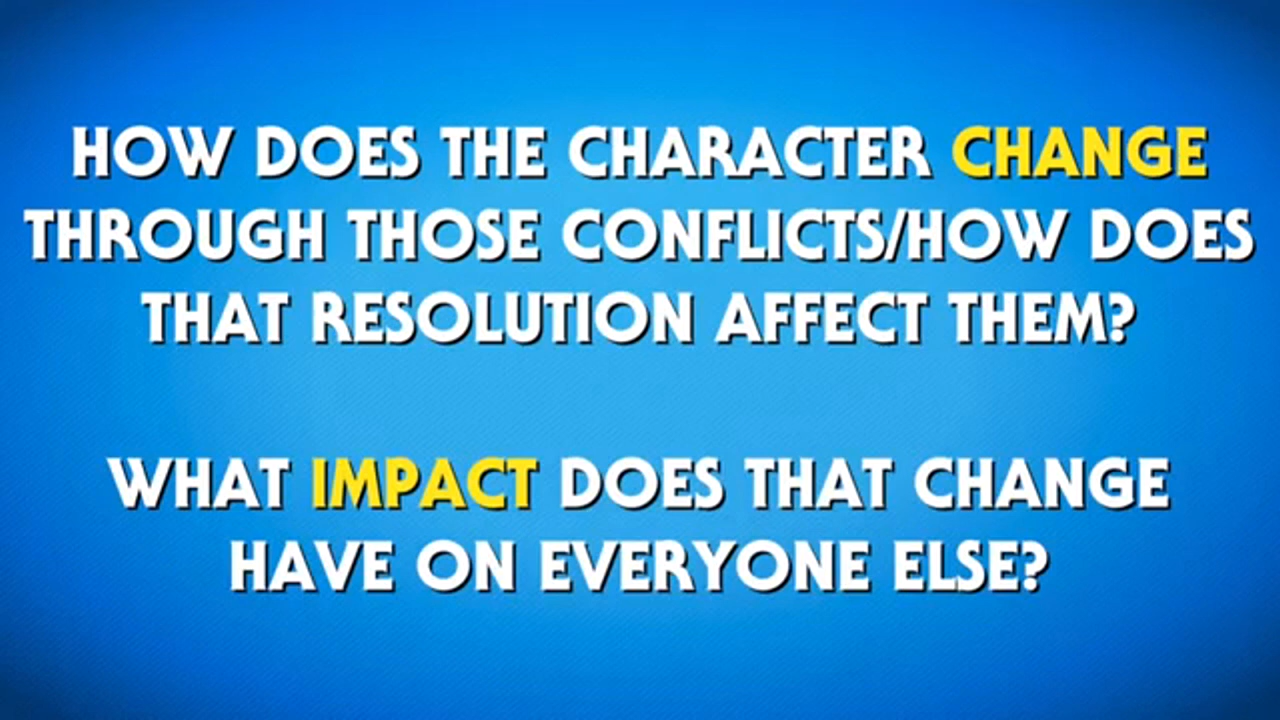 HOW DOES THE CHARACTER CHANGE
THROUGH THOSE CONFLICTS/HOW DOES
THAT RESOLUTION AFFECT THEM?
WHAT IMPACT DOES THAT CHANGE
HAVE ON EVERYONE ELSE?